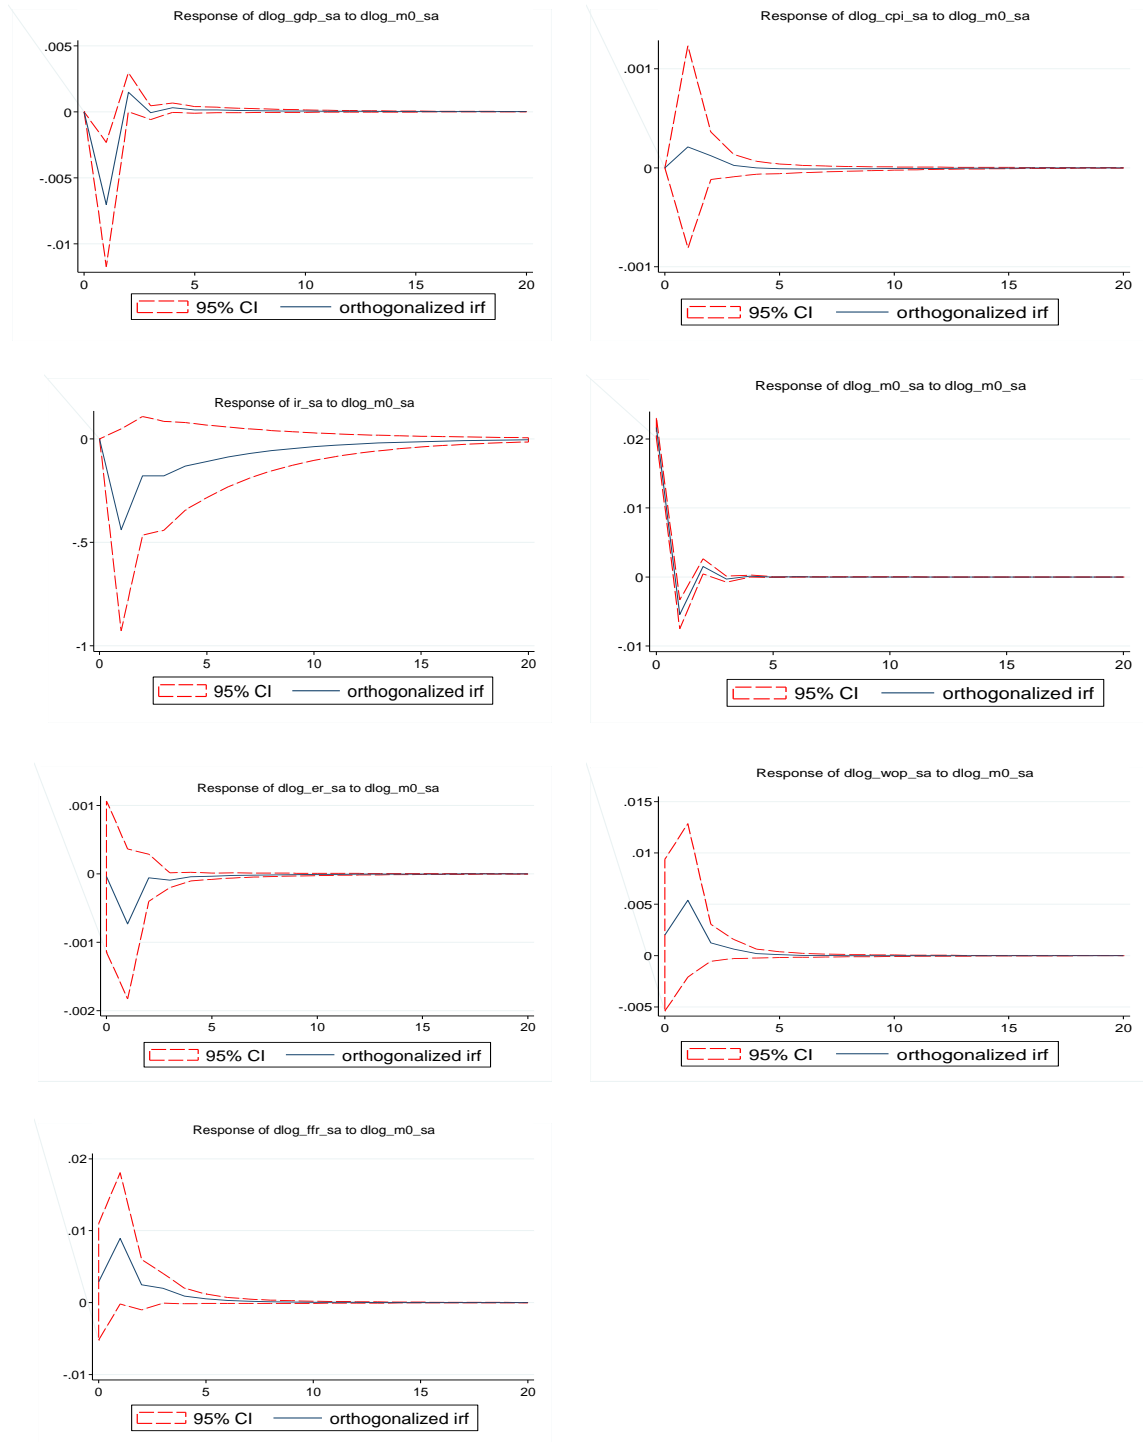 Response of dlog_gdp_sa to dlog_m0_sa
.005
0
-.005
-.01
0 5 10 15 20
95% CI orthogonalized irf
Response of dlog_cpi_sa to dlog_m0_sa
.001
0
-.001
0 5 10 15 20
95% CI orthogonalized irf
Response of ir_sa to dlog_m0_sa
0
-.5
-1
0 5 10 15 20
95% CI orthogonalized irf
Response of dlog_m0_sa to dlog_m0_sa
.02
.01
0
-.01
0 5 10 15 20
95% CI orthogonalized irf
Response of dlog_er_sa to dlog_m0_sa
.001
0
-.001
-.002
0 5 10 15 20
95% CI orthogonalized irf
Response of dlog_wop_sa to dlog_m0_sa
.015
.01
.005
0
-.005
0 5 10 15 20
95% CI orthogonalized irf
Response of dlog_ffr_sa to dlog_m0_sa
.02
.01
0
-.01
0 5 10 15 20
95% CI orthogonalized irf